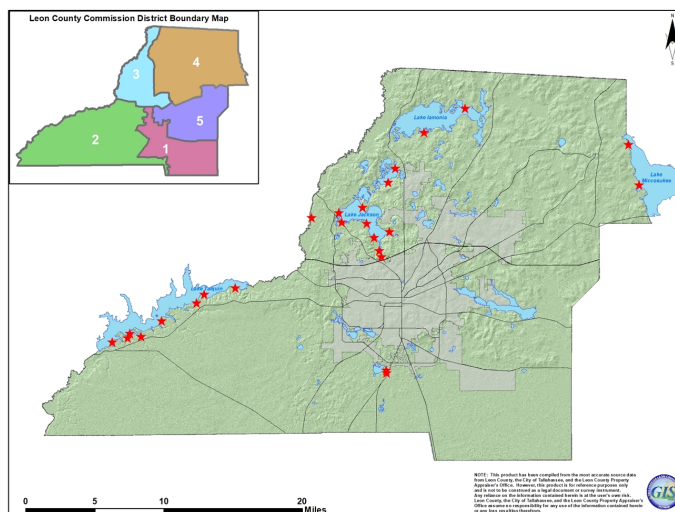 Leon County Commission District Boundary Map
4
3
5
2
1
N
S
Lake Iamonia
Lake
Miccosukee
Lake Jackson
Lake Talquin
NOTE: This product has been compiled from the most accurate source data
from Leon County, the City of Tallahassee, and the Leon County Property
Appraiser's Office. However, this product is for reference purposes only
and is not to be construed as a legal document or survey instrument.
Any reliance on the information contained herein is at the user's own risk.
Leon County, the City of Tallahassee, and the Leon County Property Appraiser's
Office assume no responsibility for any use of the information contained herein
or any loss resulting therefrom.
GIS
0 5 10 20
Miles